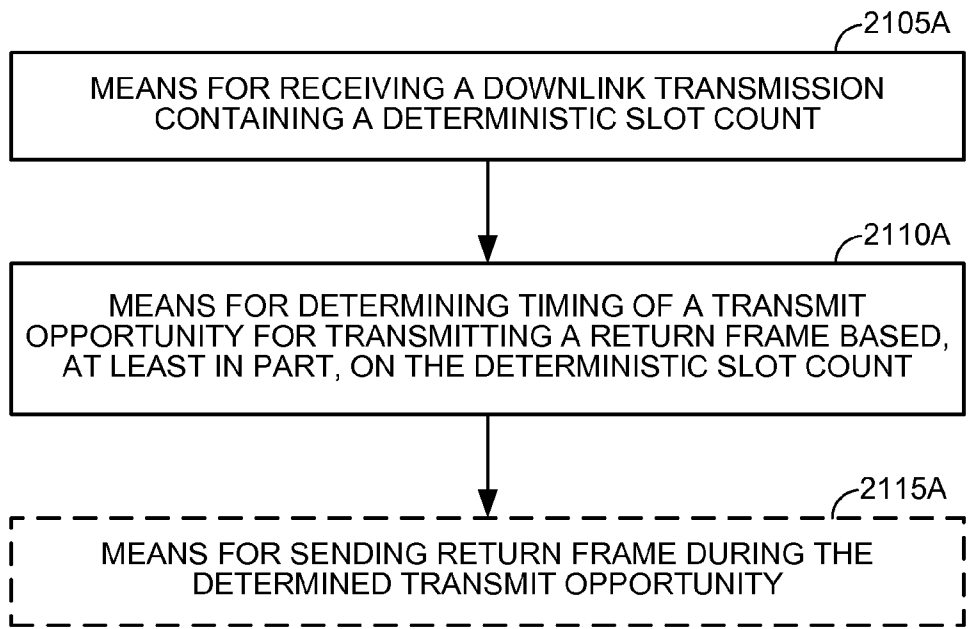 2105A
MEANS FOR RECEIVING A DOWNLINK TRANSMISSION
CONTAINING A DETERMINISTIC SLOT COUNT
2110A
MEANS FOR DETERMINING TIMING OF A TRANSMIT
OPPORTUNITY FOR TRANSMITTING A RETURN FRAME BASED,
AT LEAST IN PART, ON THE DETERMINISTIC SLOT COUNT
2115A
MEANS FOR SENDING RETURN FRAME DURING THE
DETERMINED TRANSMIT OPPORTUNITY